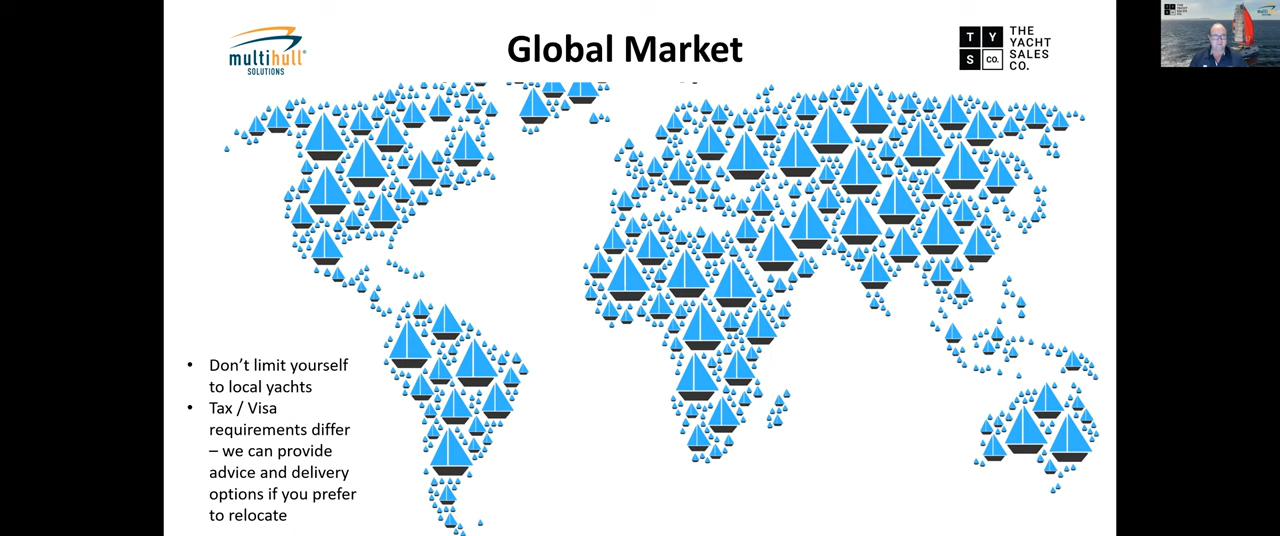 multihull®
SOLUTIONS
Global Market
T Y
S CO.
THE
YACHT
SALES
CO.
• Don't limit yourself
to local yachts
• Tax / Visa
requirements differ
– we can provide
advice and delivery
options if you prefer
to relocate